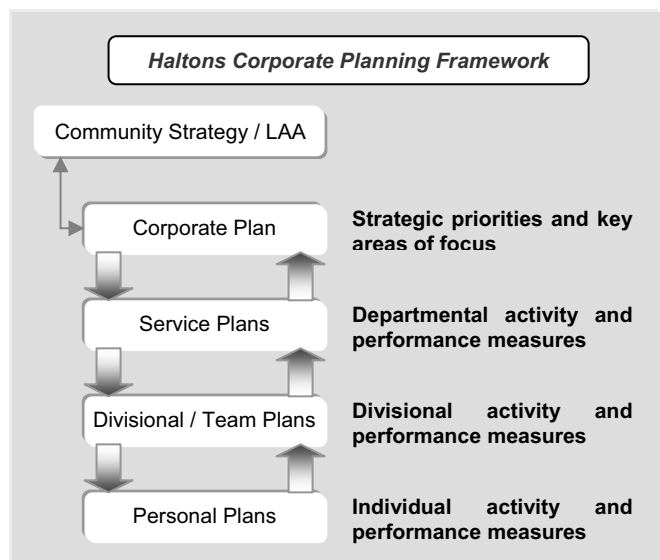 Haltons Corporate Planning Framework
Community Strategy / LAA
Corporate Plan
Strategic priorities and key
areas of focus
Service Plans
Departmental activity and
performance measures
Divisional / Team Plans
Divisional activity and
performance measures
Personal Plans
Individual activity and
performance measures